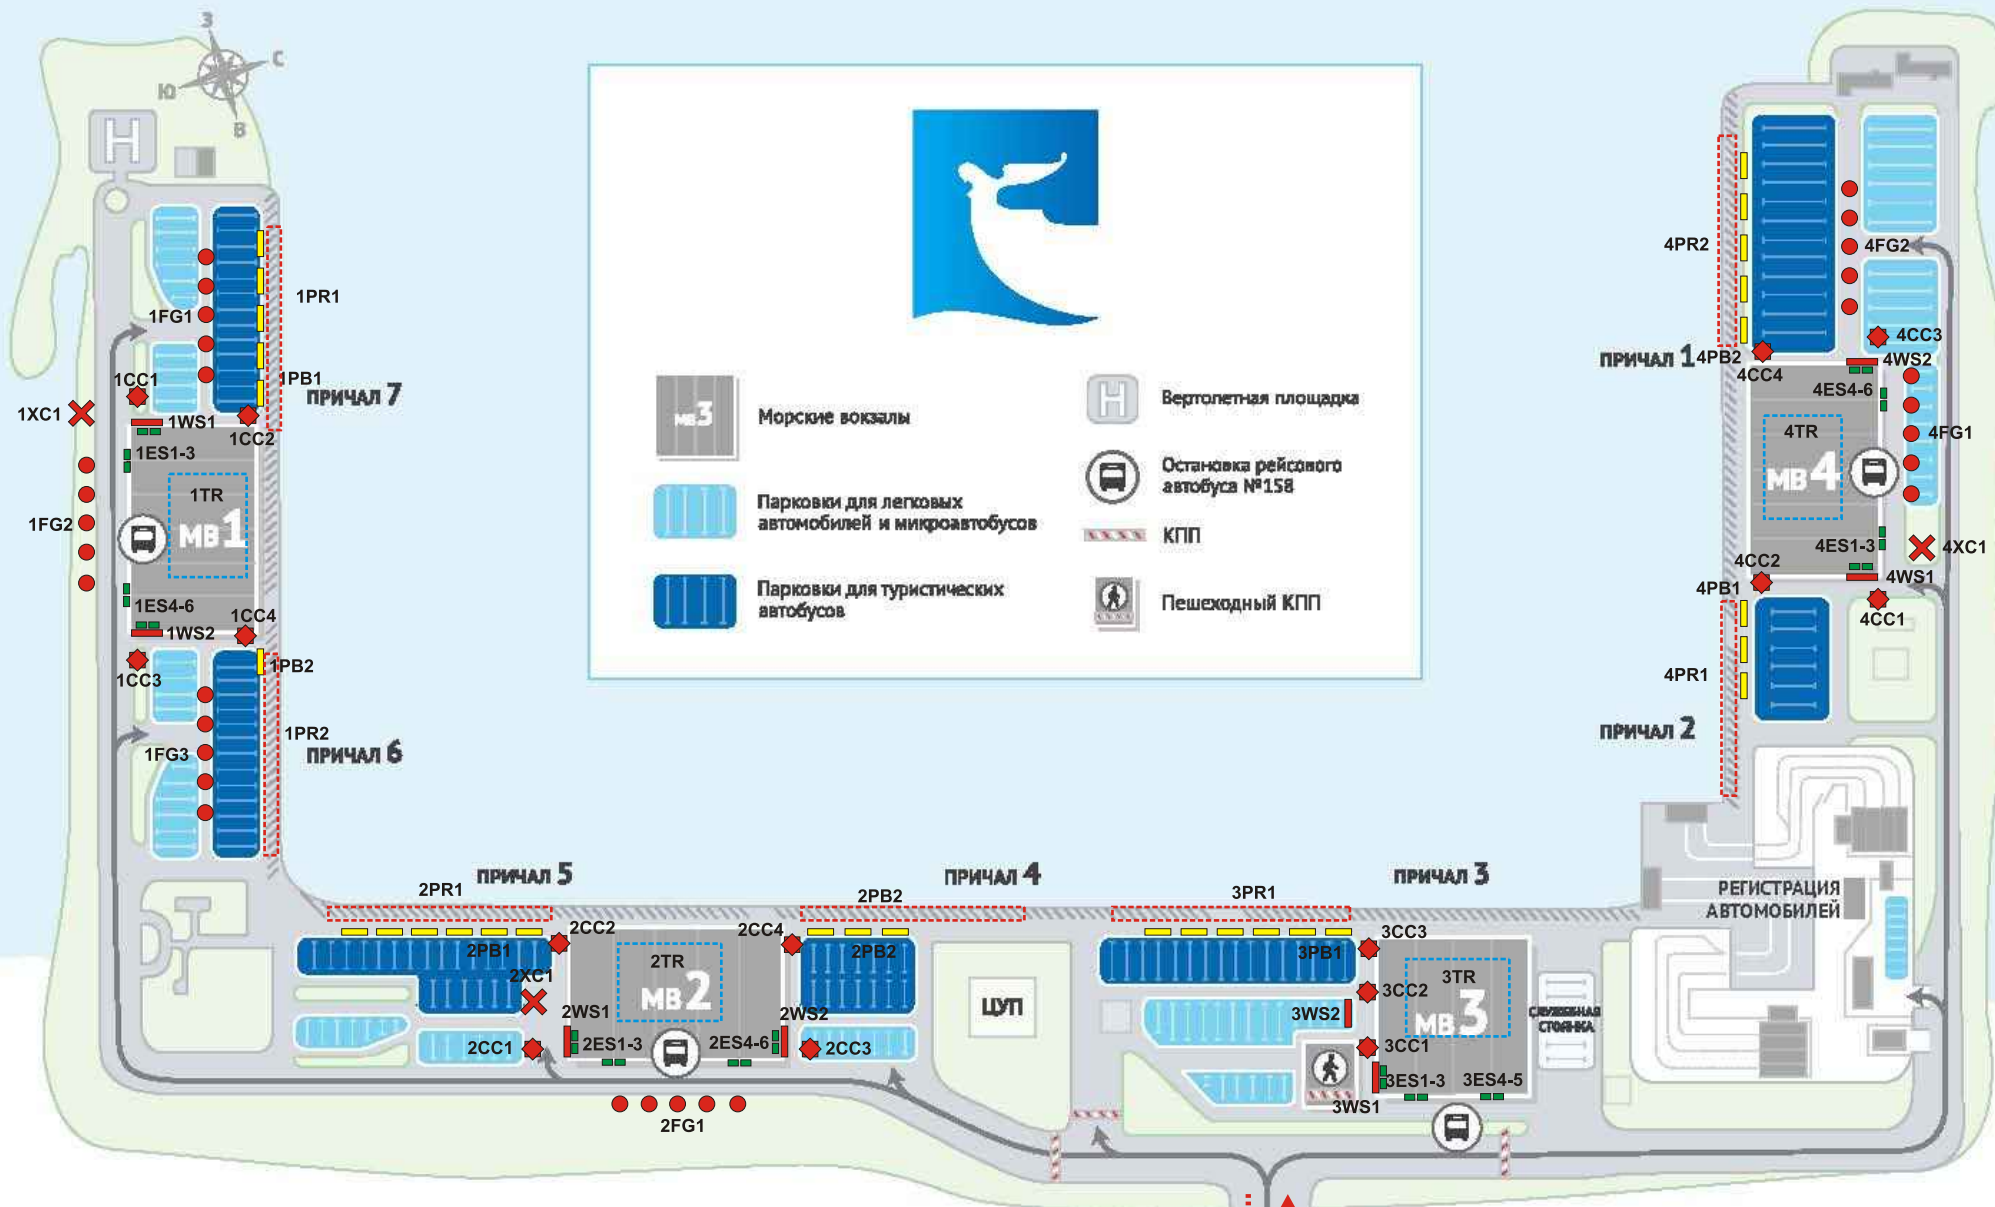 З
С
Ю
В
H
1PR1
1FG1
1PB1
ПРИЧАЛ 7
1CC1
1XC1
1WS1
1CC2
1ES1-3
1TR
МВ 1
1FG2
1ES4-6
1CC4
1WS2
1PB2
1CC3
1PR2
1FG3
ПРИЧАЛ 6
МВ 3
Морские вокзалы
Парковки для легковых
автомобилей и микроавтобусов
Парковки для туристических
автобусов
H
Вертолетная площадка
Остановка рейсового
автобуса №158
КПП
Пешеходный КПП
4PR2
4FG2
ПРИЧАЛ 1
4PB2
4CC3
4CC4
4WS2
4ES4-6
4TR
4FG1
МВ 4
4ES1-3
4XC1
4CC2
4PB1
4WS1
4CC1
4PR1
ПРИЧАЛ 2
РЕГИСТРАЦИЯ
АВТОМОБИЛЕЙ
ПРИЧАЛ 5
2PR1
ПРИЧАЛ 4
2PB2
ПРИЧАЛ 3
3PR1
2CC2
2CC4
2PB1
2PB2
2XC1
2TR
МВ 2
2WS1
2WS2
2CC1
2ES1-3
2ES4-6
2CC3
2FG1
ЦУП
3CC3
3PB1
3TR
3CC2
3WS2
МВ 3
СЛУЖЕБНАЯ
СТОЯНКА
3CC1
3ES1-3
3ES4-5
3WS1